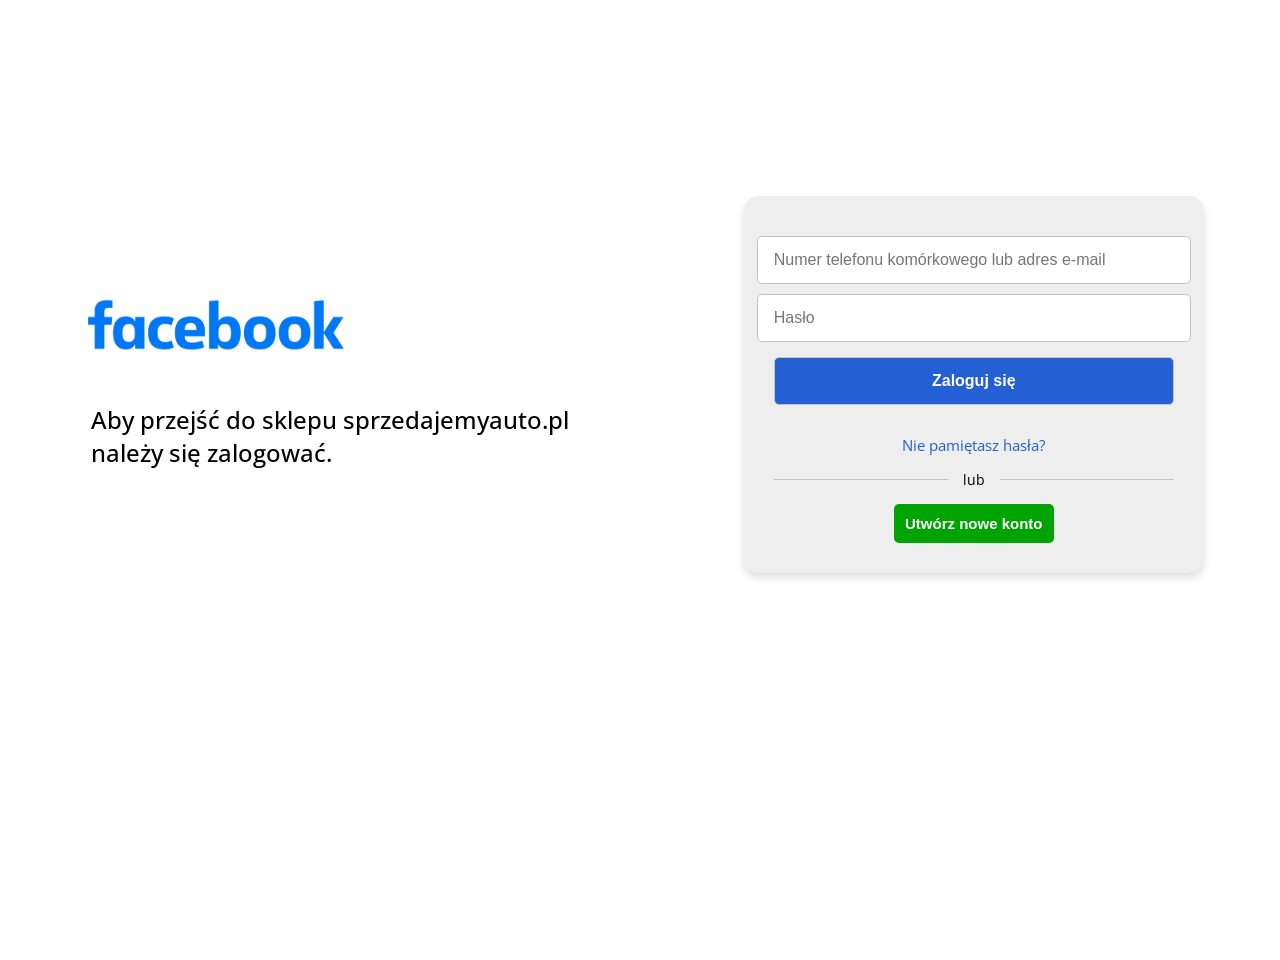 facebook
Aby przejść do sklepu sprzedajemyauto.pl
należy się zalogować.
Numer telefonu komórkowego lub adres e-mail
Hasło
Zaloguj się
Nie pamiętasz hasła?
lub
Utwórz nowe konto